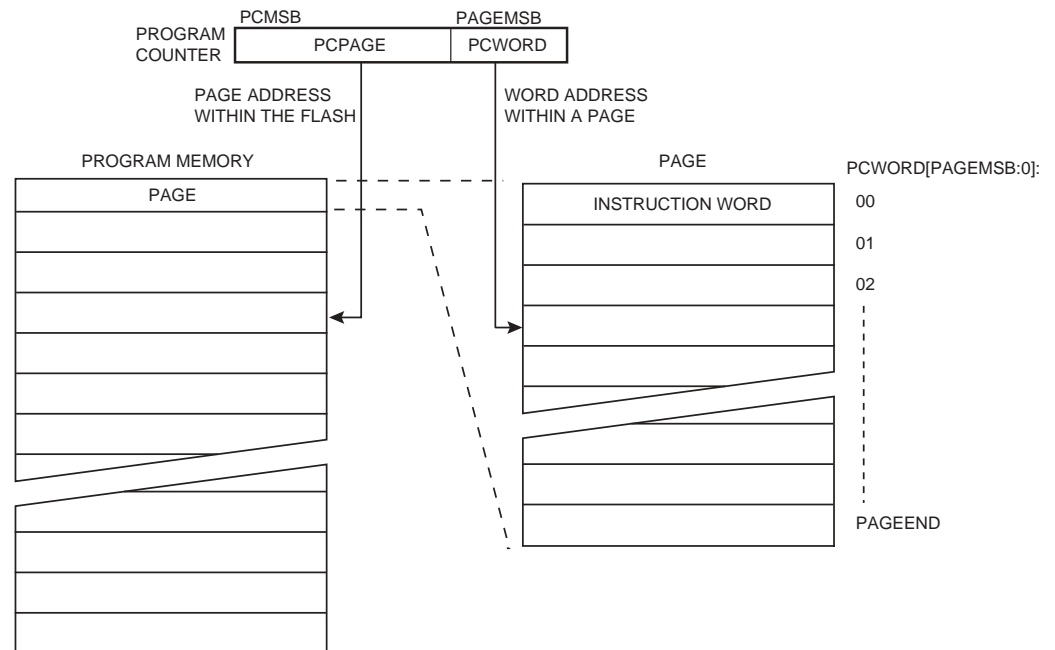 PCMSB
PAGEMSB
PROGRAM
COUNTER
PCPAGE
PCWORD
PAGE ADDRESS
WITHIN THE FLASH
WORD ADDRESS
WITHIN A PAGE
PROGRAM MEMORY
PAGE
PCWORD[PAGEMSB:0]:
PAGE
INSTRUCTION WORD
00
01
02
PAGEEND